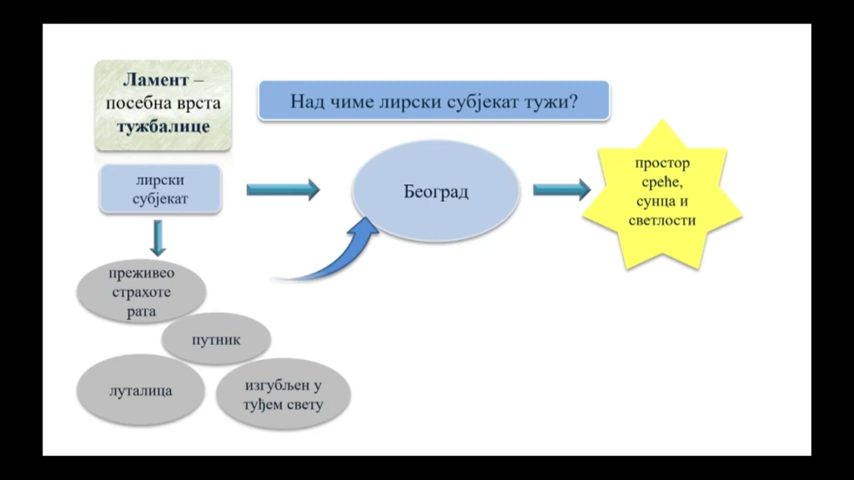 Ламент –
посебна врста
тужбалице
Над чиме лирски субјекат тужи?
лирски
субјекат
Београд
простор
среће,
сунца и
светлости
преживео
страхоте
рата
путник
луталица
изгубљен у
туђем свету